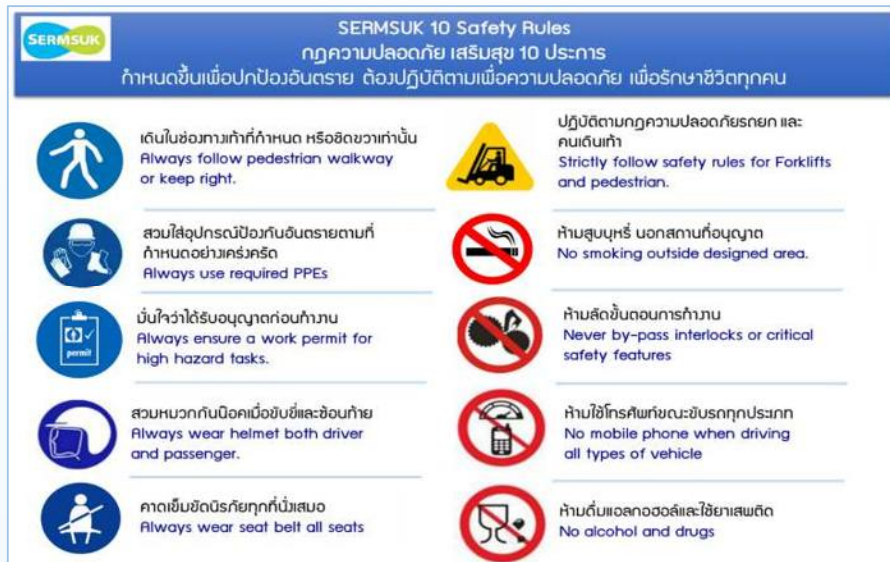 SERMSUK
SERMSUK 10 Safety Rules
กฎความปลอดภัย เสริมสุข 10 ประการ
กำหนดขึ้นเพื่อปกป้องอันตราย ต้องปฏิบัติตามเพื่อความปลอดภัย เพื่อรักษาชีวิตทุกคน
เดินในช่องทางเท้าที่กำหนด หรือชิดขวาเท่านั้น
Always follow pedestrian walkway
or keep right.
สวมใส่อุปกรณ์ป้องกันอันตรายตามที่
กำหนดอย่างเคร่งครัด
Always use required PPEs
permit
มั่นใจว่าได้รับอนุญาตก่อนทำงาน
Always ensure a work permit for
high hazard tasks.
สวมหมวกกันน๊อคเมื่อขับขี่และซ้อนท้าย
Always wear helmet both driver
and passenger.
คาดเข็มขัดนิรภัยทุกที่นั่งเสมอ
Always wear seat belt all seats
ปฏิบัติตามกฎความปลอดภัยรถยก และ
คนเดินเท้า
Strictly follow safety rules for Forklifts
and pedestrian.
ห้ามสูบบุหรี่ นอกสถานที่อนุญาต
No smoking outside designed area.
ห้ามลัดขั้นตอนการทำงาน
Never by-pass interlocks or critical
safety features
ห้ามใช้โทรศัพท์ขณะขับรถทุกประเภท
No mobile phone when driving
all types of vehicle
ห้ามดื่มแอลกอฮอล์และใช้ยาเสพติด
No alcohol and drugs